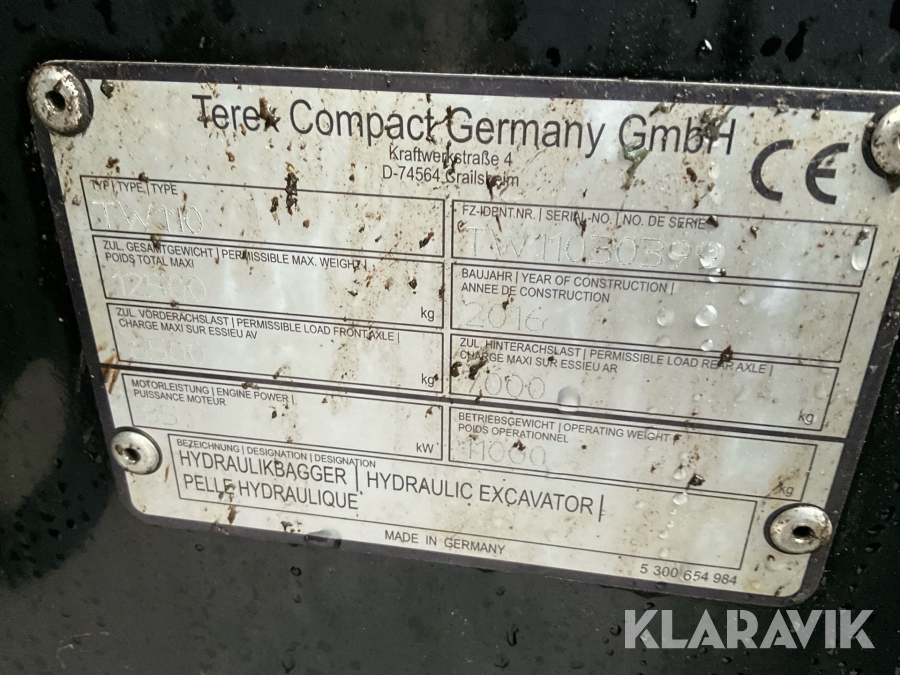 Terex Compact Germany GmbH
Kraftwerkstraße 4
D-74564 Crailsheim
CE
TYP | TYPE | TYPE
TW110
FZ-IDENT.NR. | SERIAL-NO. | NO. DE SERIE
ZUL. GESAMTGEWICHT | PERMISSIBLE MAX. WEIGHT |
POIDS TOTAL MAXI
kg
BAUJAHR | YEAR OF CONSTRUCTION |
ANNEE DE CONSTRUCTION
2016
ZUL. VORDERACHSLAST | PERMISSIBLE LOAD FRONT AXLE |
CHARGE MAXI SUR ESSIEU AV
kg
ZUL. HINTERACHSLAST | PERMISSIBLE LOAD REAR AXLE |
CHARGE MAXI SUR ESSIEU AR
7000
kg
MOTORLEISTUNG | ENGINE POWER |
PUISSANCE MOTEUR
kW
BETRIEBSGEWICHT | OPERATING WEIGHT
POIDS OPERATIONNEL
11000
kg
BEZEICHNUNG | DESIGNATION | DESIGNATION
HYDRAULIKBAGGER | HYDRAULIC EXCAVATOR |
PELLE HYDRAULIQUE
MADE IN GERMANY
5 300 654 984
KLARAVIK